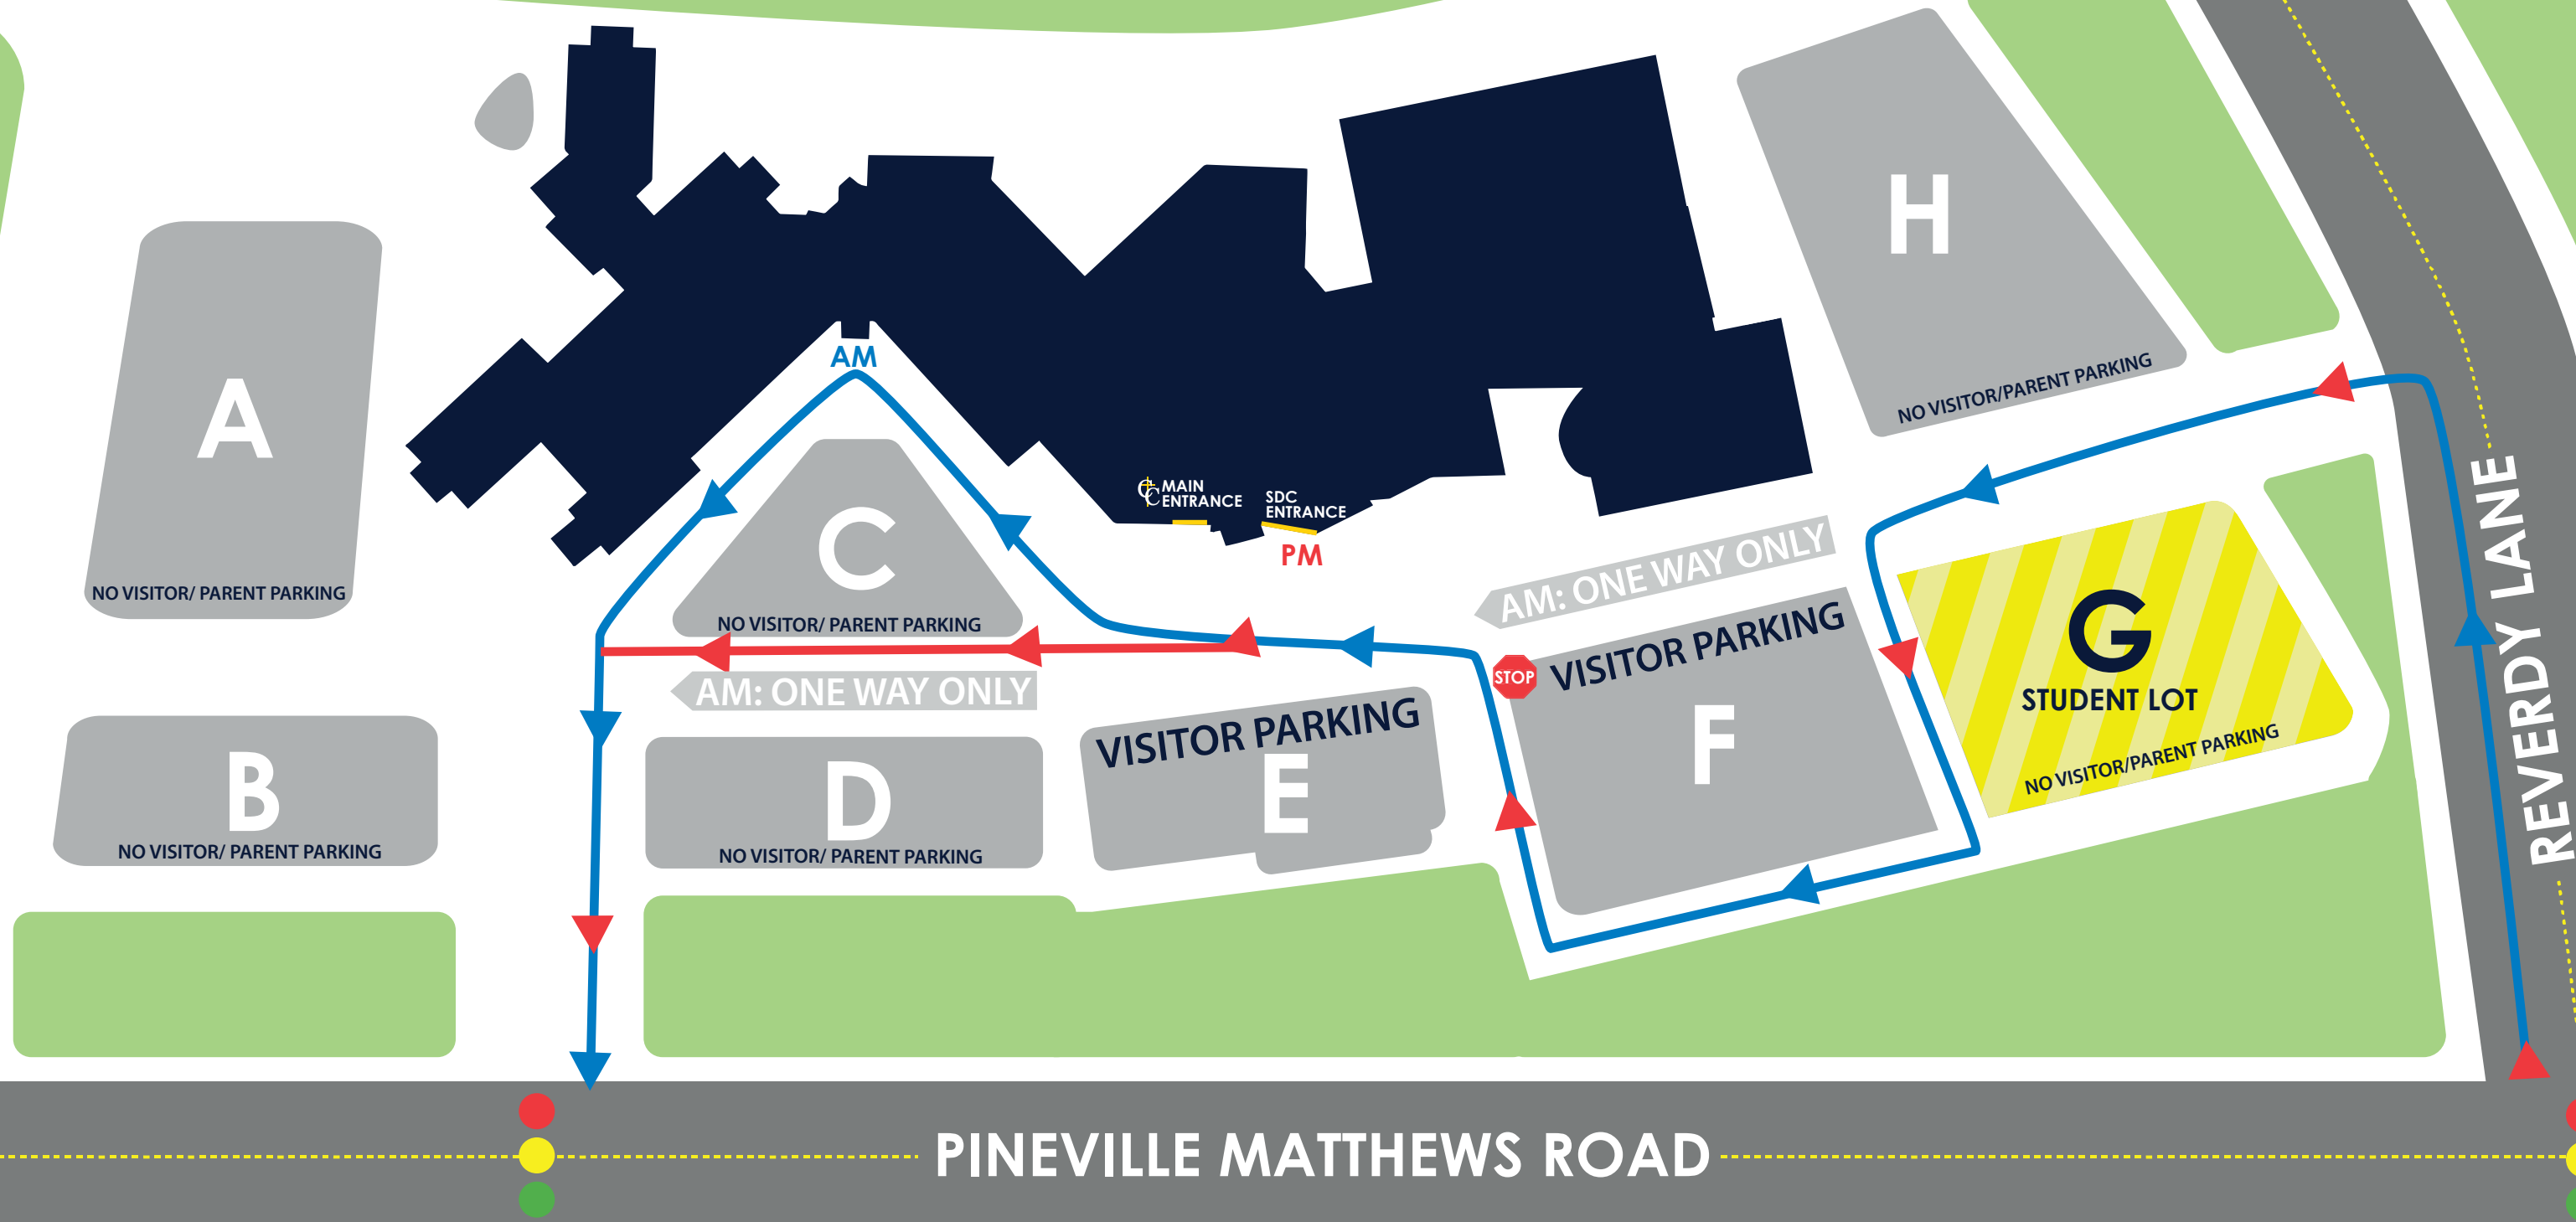 H
NO VISITOR/PARENT PARKING
AM
A
NO VISITOR/ PARENT PARKING
C
NO VISITOR/ PARENT PARKING
CC
MAIN
ENTRANCE
SDC
ENTRANCE
PM
AM: ONE WAY ONLY
VISITOR PARKING
STOP
F
G
STUDENT LOT
NO VISITOR/PARENT PARKING
REVERDY LANE
AM: ONE WAY ONLY
VISITOR PARKING
E
B
NO VISITOR/ PARENT PARKING
D
NO VISITOR/ PARENT PARKING
PINEVILLE MATTHEWS ROAD